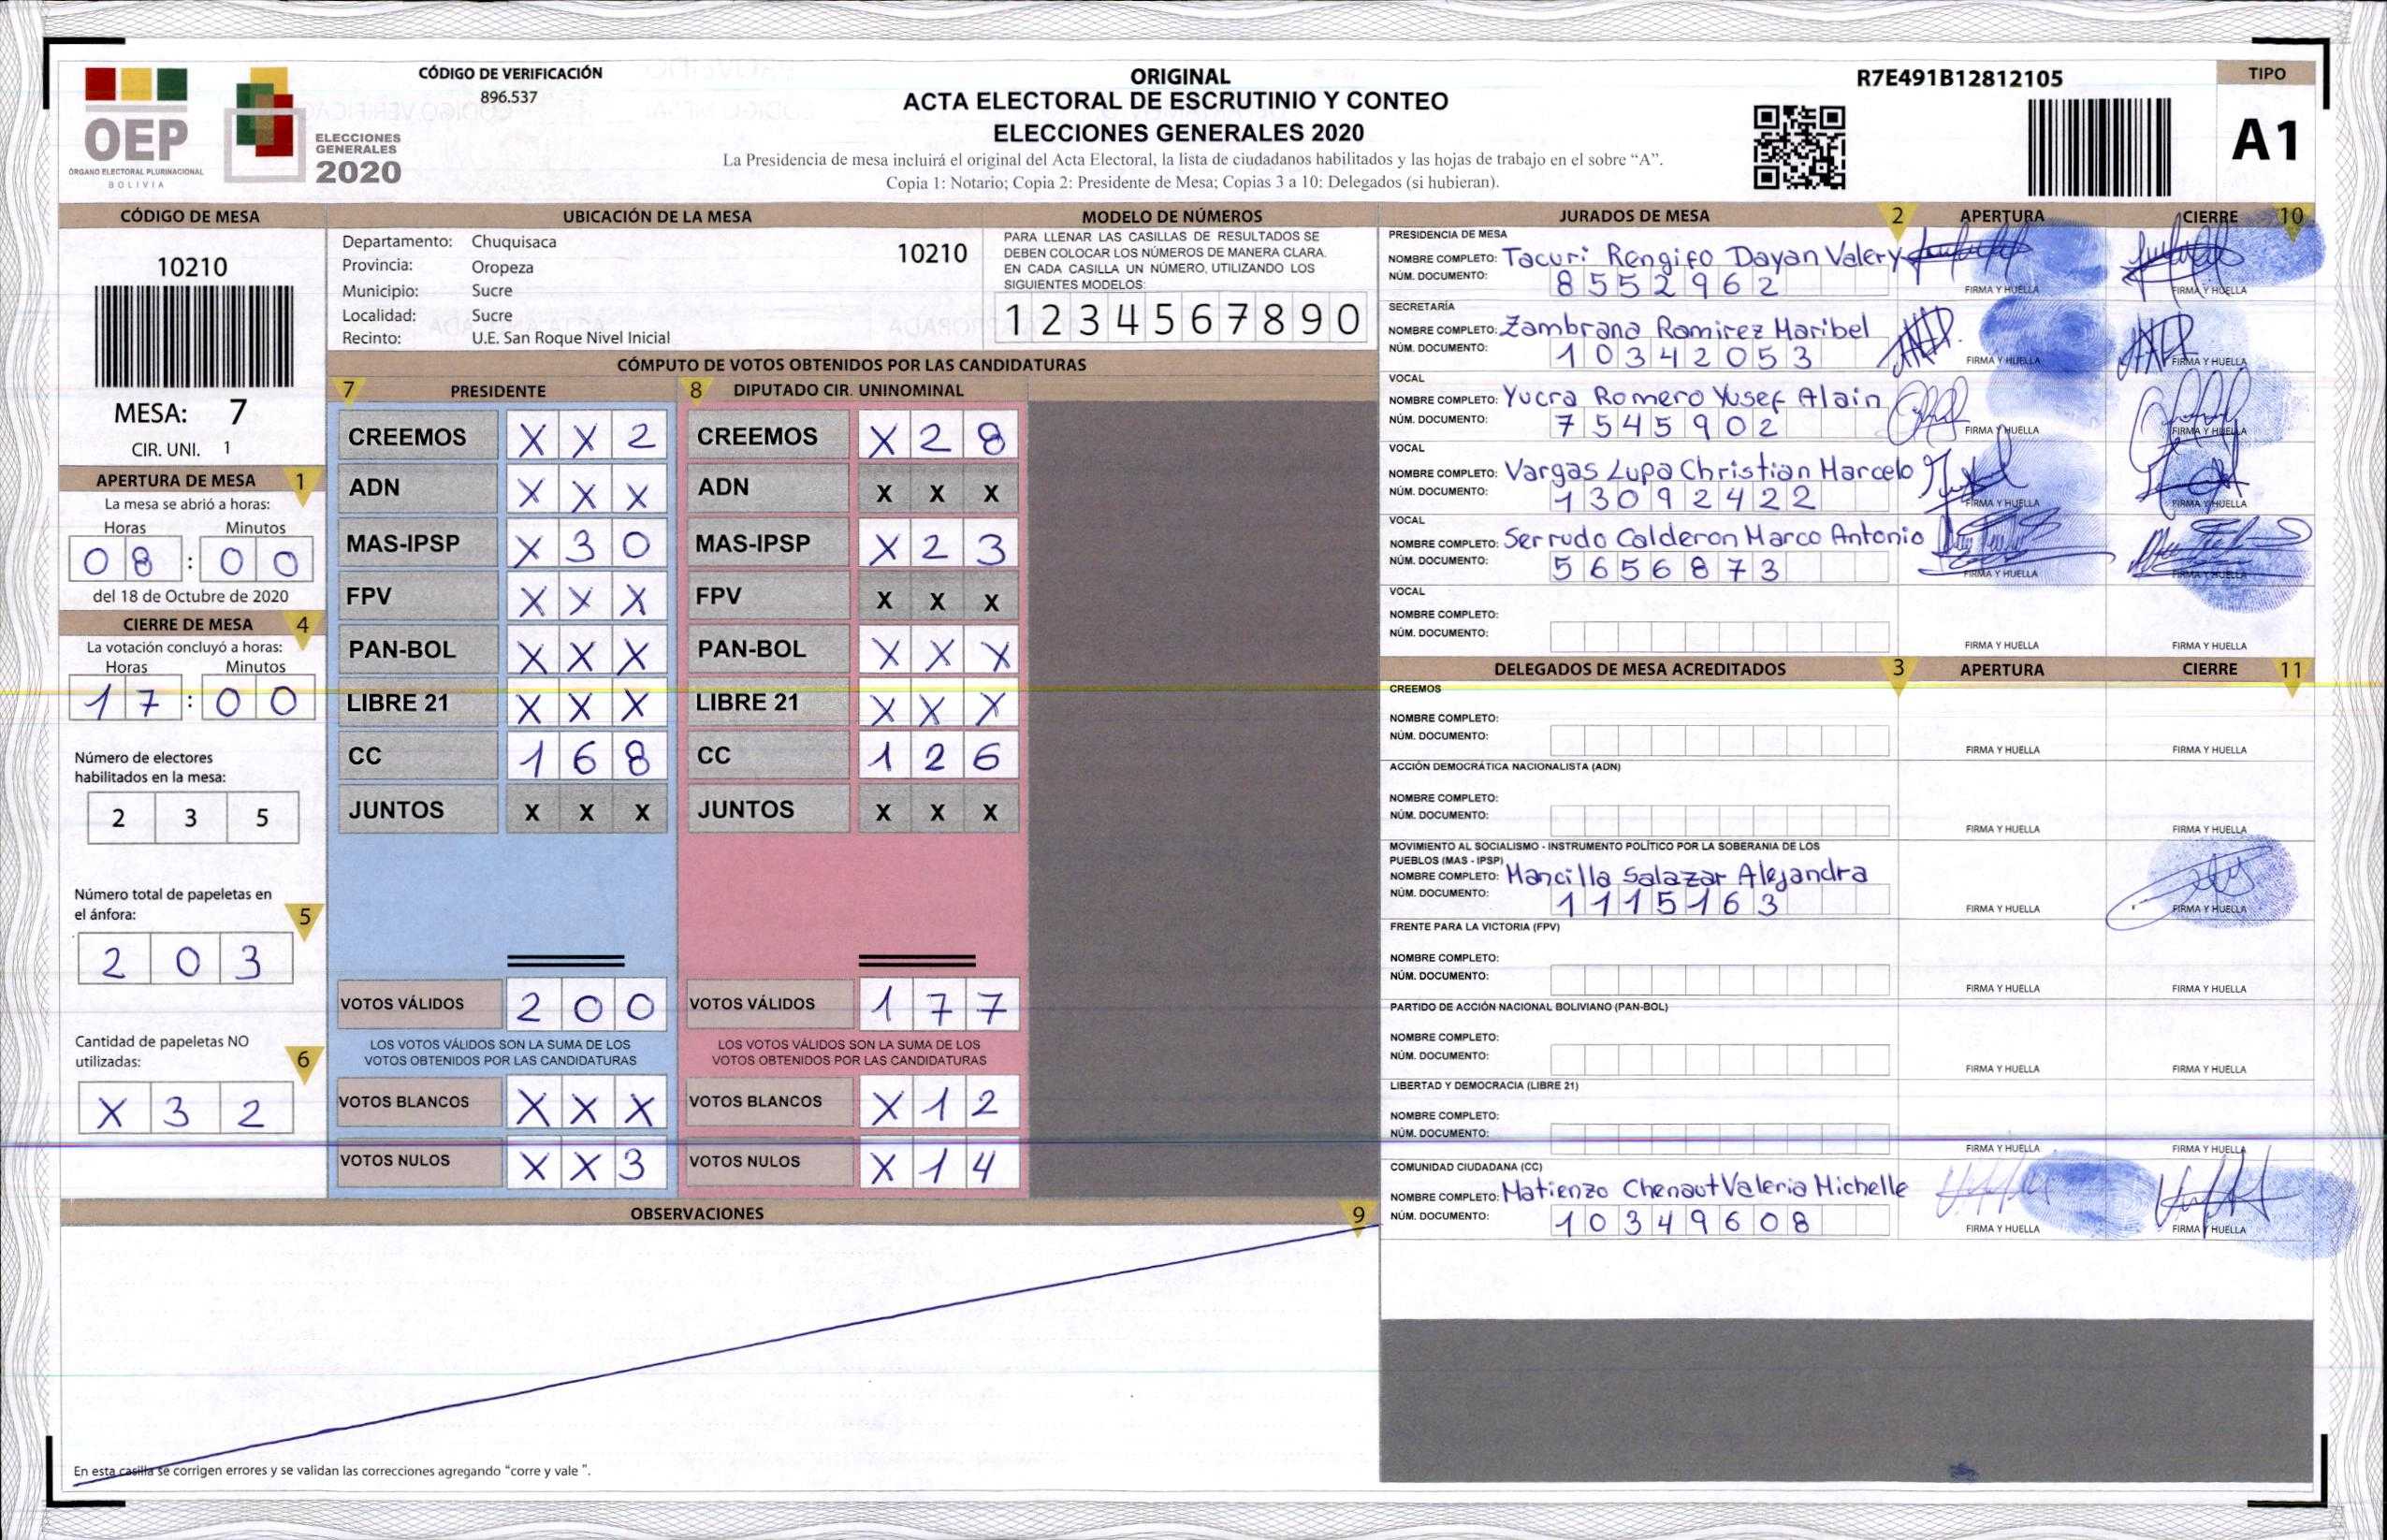 OEP
ÓRGANO ELECTORAL PLURINACIONAL
BOLIVIA
ELECCIONES
GENERALES
2020
CÓDIGO DE VERIFICACIÓN
896.537
ORIGINAL
ACTA ELECTORAL DE ESCRUTINIO Y CONTEO
ELECCIONES GENERALES 2020
La Presidencia de mesa incluirá el original del Acta Electoral, la lista de ciudadanos habilitados y las hojas de trabajo en el sobre “A”.
Copia 1: Notario; Copia 2: Presidente de Mesa; Copias 3 a 10: Delegados (si hubieran).
R7E491B12812105
TIPO
A1
CÓDIGO DE MESA
10210
MESA: 7
CIR. UNI. 1
APERTURA DE MESA 1
La mesa se abrió a horas:
Horas Minutos
0 8 : 0 0
del 18 de Octubre de 2020
CIERRE DE MESA 4
La votación concluyó a horas:
Horas Minutos
1 7 : 0 0
Número de electores
habilitados en la mesa:
2 3 5
Número total de papeletas en
el ánfora: 5
2 0 3
Cantidad de papeletas NO
utilizadas: 6
X 3 2
UBICACIÓN DE LA MESA
Departamento: Chuquisaca 10210
Provincia: Oropeza
Municipio: Sucre
Localidad: Sucre
Recinto: U.E. San Roque Nivel Inicial
MODELO DE NÚMEROS
PARA LLENAR LAS CASILLAS DE RESULTADOS SE
DEBEN COLOCAR LOS NÚMEROS DE MANERA CLARA.
EN CADA CASILLA UN NÚMERO, UTILIZANDO LOS
SIGUIENTES MODELOS:
1 2 3 4 5 6 7 8 9 0
CÓMPUTO DE VOTOS OBTENIDOS POR LAS CANDIDATURAS
7 PRESIDENTE 8 DIPUTADO CIR. UNINOMINAL
CREEMOS X X 2 CREEMOS X 2 8
ADN X X X ADN X X X
MAS-IPSP X 3 0 MAS-IPSP X 2 3
FPV X X X FPV X X X
PAN-BOL X X X PAN-BOL X X X
LIBRE 21 X X X LIBRE 21 X X X
CC 1 6 8 CC 1 2 6
JUNTOS X X X JUNTOS X X X
VOTOS VÁLIDOS 2 0 0 VOTOS VÁLIDOS 1 7 7
LOS VOTOS VÁLIDOS SON LA SUMA DE LOS LOS VOTOS VÁLIDOS SON LA SUMA DE LOS
VOTOS OBTENIDOS POR LAS CANDIDATURAS VOTOS OBTENIDOS POR LAS CANDIDATURAS
VOTOS BLANCOS X X X VOTOS BLANCOS X 1 2
VOTOS NULOS X X 3 VOTOS NULOS X 1 4
OBSERVACIONES 9
En esta casilla se corrigen errores y se validan las correcciones agregando “corre y vale ”.
JURADOS DE MESA 2 APERTURA CIERRE 10
PRESIDENCIA DE MESA
NOMBRE COMPLETO: Tacuri Rengifo Dayan Valery
NÚM. DOCUMENTO: 8552962 FIRMA Y HUELLA FIRMA Y HUELLA
SECRETARÍA
NOMBRE COMPLETO: Zambrana Ramirez Maribel
NÚM. DOCUMENTO: 10342053 FIRMA Y HUELLA FIRMA Y HUELLA
VOCAL
NOMBRE COMPLETO: Yucra Romero Yusef Alain
NÚM. DOCUMENTO: 7545902 FIRMA Y HUELLA FIRMA Y HUELLA
VOCAL
NOMBRE COMPLETO: Vargas Lupa Christian Marcelo
NÚM. DOCUMENTO: 13092422 FIRMA Y HUELLA FIRMA Y HUELLA
VOCAL
NOMBRE COMPLETO: Serrudo Calderon Marco Antonio
NÚM. DOCUMENTO: 5656873 FIRMA Y HUELLA FIRMA Y HUELLA
VOCAL
NOMBRE COMPLETO:
NÚM. DOCUMENTO: FIRMA Y HUELLA FIRMA Y HUELLA
DELEGADOS DE MESA ACREDITADOS 3 APERTURA CIERRE 11
CREEMOS
NOMBRE COMPLETO:
NÚM. DOCUMENTO: FIRMA Y HUELLA FIRMA Y HUELLA
ACCIÓN DEMOCRÁTICA NACIONALISTA (ADN)
NOMBRE COMPLETO:
NÚM. DOCUMENTO: FIRMA Y HUELLA FIRMA Y HUELLA
MOVIMIENTO AL SOCIALISMO - INSTRUMENTO POLÍTICO POR LA SOBERANIA DE LOS
PUEBLOS (MAS - IPSP)
NOMBRE COMPLETO: Mancilla Salazar Alejandra
NÚM. DOCUMENTO: 1115163 FIRMA Y HUELLA FIRMA Y HUELLA
FRENTE PARA LA VICTORIA (FPV)
NOMBRE COMPLETO:
NÚM. DOCUMENTO: FIRMA Y HUELLA FIRMA Y HUELLA
PARTIDO DE ACCIÓN NACIONAL BOLIVIANO (PAN-BOL)
NOMBRE COMPLETO:
NÚM. DOCUMENTO: FIRMA Y HUELLA FIRMA Y HUELLA
LIBERTAD Y DEMOCRACIA (LIBRE 21)
NOMBRE COMPLETO:
NÚM. DOCUMENTO: FIRMA Y HUELLA FIRMA Y HUELLA
COMUNIDAD CIUDADANA (CC)
NOMBRE COMPLETO: Matienzo Chenaut Valeria Michelle
NÚM. DOCUMENTO: 10349608 FIRMA Y HUELLA FIRMA Y HUELLA